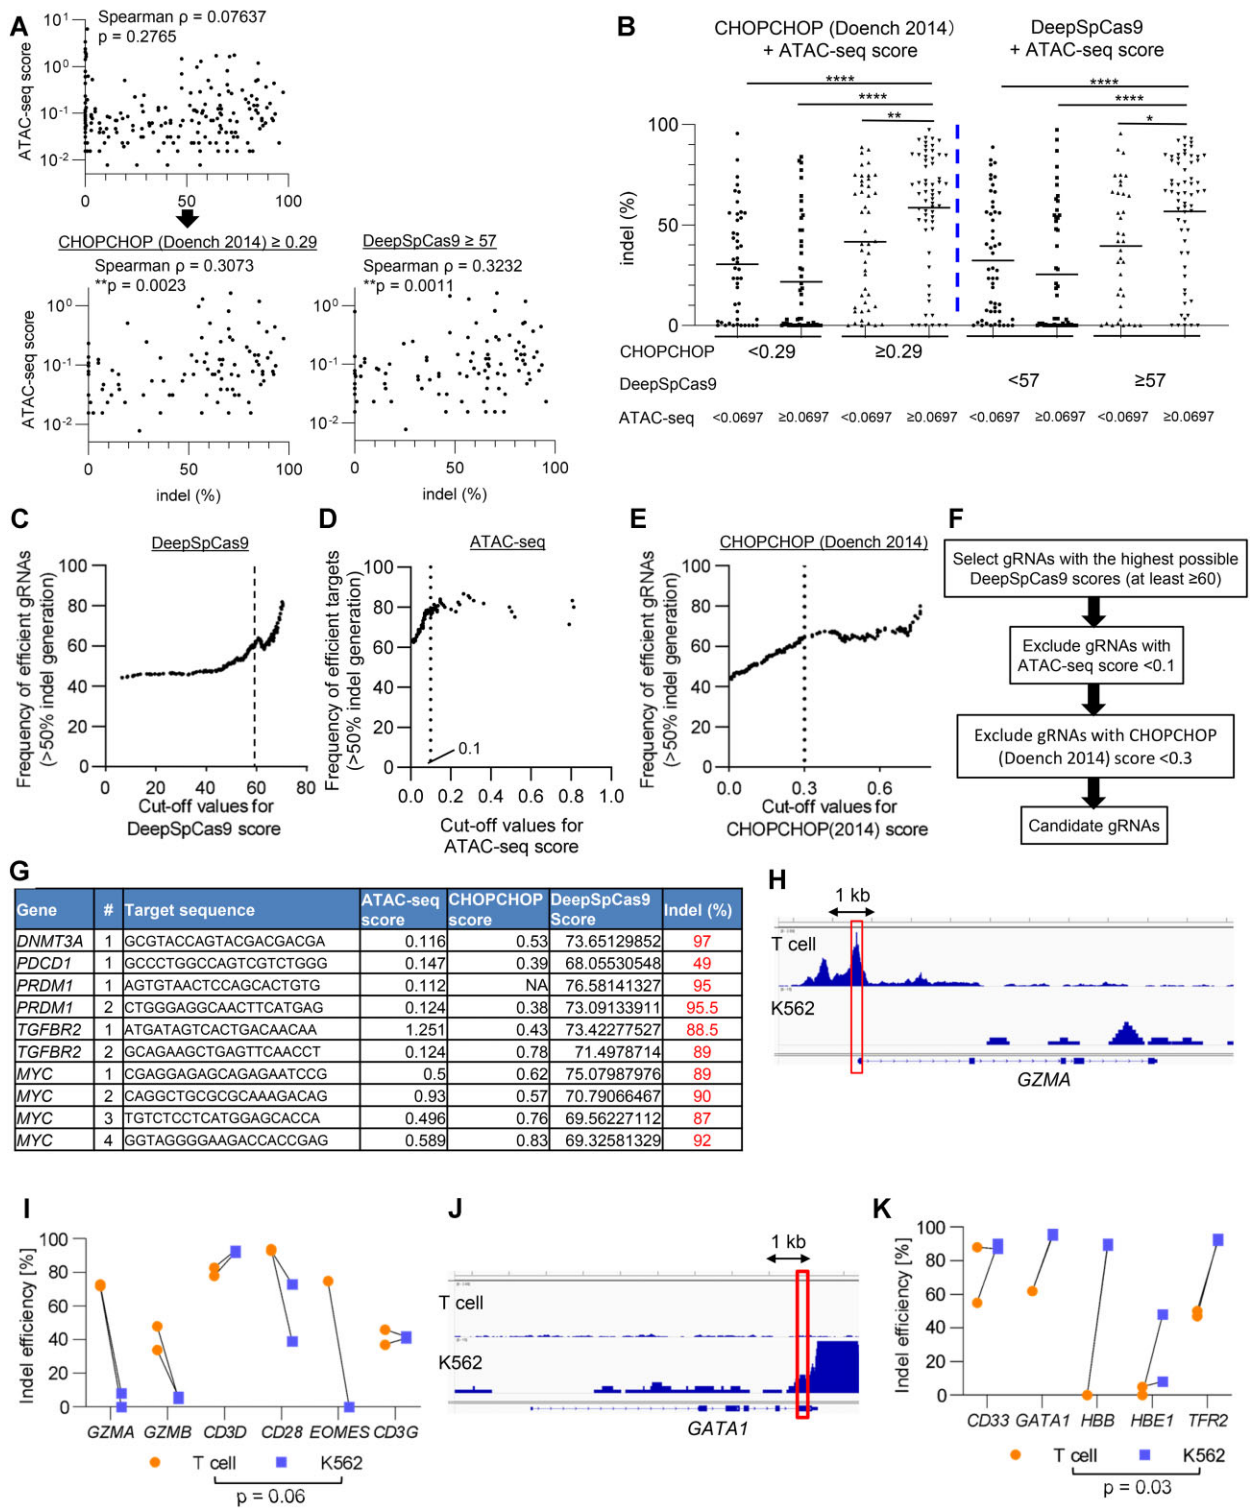 A
Spearman ρ = 0.07637
p = 0.2765
ATAC-seq score
10¹
10⁰
10⁻¹
10⁻²
0 50 100
CHOPCHOP (Doench 2014) ≥ 0.29
Spearman ρ = 0.3073
**p = 0.0023
ATAC-seq score
10⁰
10⁻¹
10⁻²
0 50 100
indel (%)
DeepSpCas9 ≥ 57
Spearman ρ = 0.3232
**p = 0.0011
10⁰
10⁻¹
10⁻²
0 50 100
indel (%)
B
CHOPCHOP (Doench 2014)
+ ATAC-seq score
DeepSpCas9
+ ATAC-seq score
**** ****
**** ****
** *
indel (%)
100
50
0
CHOPCHOP <0.29 ≥0.29
DeepSpCas9 <57 ≥57
ATAC-seq <0.0697 ≥0.0697 <0.0697 ≥0.0697 <0.0697 ≥0.0697 <0.0697 ≥0.0697
C
DeepSpCas9
Frequency of efficient gRNAs
(>50% indel generation)
100
80
60
40
20
0
0 20 40 60 80
Cut-off values for
DeepSpCas9 score
D
ATAC-seq
Frequency of efficient targets
(>50% indel generation)
100
80
60
40
20
0
0.1
0.0 0.2 0.4 0.6 0.8 1.0
Cut-off values for
ATAC-seq score
E
CHOPCHOP (Doench 2014)
Frequency of efficient gRNAs
(>50% indel generation)
100
80
60
40
20
0
0.0 0.3 0.6
Cut-off values for
CHOPCHOP(2014) score
F
Select gRNAs with the highest possible
DeepSpCas9 scores (at least ≥60)
Exclude gRNAs with
ATAC-seq score <0.1
Exclude gRNAs with CHOPCHOP
(Doench 2014) score <0.3
Candidate gRNAs
G
Gene # Target sequence ATAC-seq score CHOPCHOP score DeepSpCas9 Score Indel (%)
DNMT3A 1 GCGTACCAGTACGACGACGA 0.116 0.53 73.65129852 97
PDCD1 1 GCCCTGGCCAGTCGTCTGGG 0.147 0.39 68.05530548 49
PRDM1 1 AGTGTAACTCCAGCACTGTG 0.112 NA 76.58141327 95
PRDM1 2 CTGGGAGGCAACTTCATGAG 0.124 0.38 73.09133911 95.5
TGFBR2 1 ATGATAGTCACTGACAACAA 1.251 0.43 73.42277527 88.5
TGFBR2 2 GCAGAAGCTGAGTTCAACCT 0.124 0.78 71.4978714 89
MYC 1 CGAGGAGAGCAGAGAATCCG 0.5 0.62 75.07987976 89
MYC 2 CAGGCTGCGCGCAAAGACAG 0.93 0.57 70.79066467 90
MYC 3 TGTCTCCTCATGGAGCACCA 0.496 0.76 69.56227112 87
MYC 4 GGTAGGGGAAGACCACCGAG 0.589 0.83 69.32581329 92
H
1 kb
T cell
K562
GZMA
I
Indel efficiency [%]
100
80
60
40
20
0
GZMA GZMB CD3D CD28 EOMES CD3G
T cell K562
p = 0.06
J
1 kb
T cell
K562
GATA1
K
Indel efficiency [%]
100
80
60
40
20
0
CD33 GATA1 HBB HBE1 TFR2
T cell K562
p = 0.03